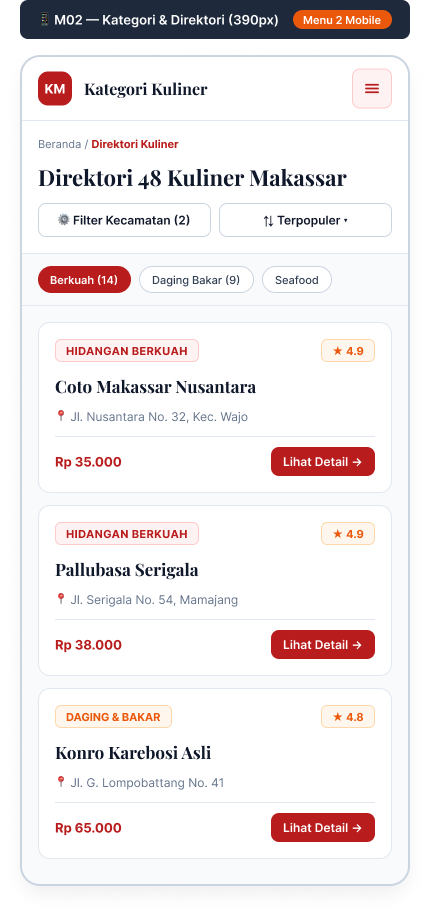 📱 M02 — Kategori & Direktori (390px)
Menu 2 Mobile
KM
Kategori Kuliner
≡
Beranda / Direktori Kuliner
Direktori 48 Kuliner Makassar
⚙️ Filter Kecamatan (2)
⇅ Terpopuler ▾
Berkuah (14)
Daging Bakar (9)
Seafood
HIDANGAN BERKUAH
★ 4.9
Coto Makassar Nusantara
📍 Jl. Nusantara No. 32, Kec. Wajo
Rp 35.000
Lihat Detail →
HIDANGAN BERKUAH
★ 4.9
Pallubasa Serigala
📍 Jl. Serigala No. 54, Mamajang
Rp 38.000
Lihat Detail →
DAGING & BAKAR
★ 4.8
Konro Karebosi Asli
📍 Jl. G. Lompobattang No. 41
Rp 65.000
Lihat Detail →